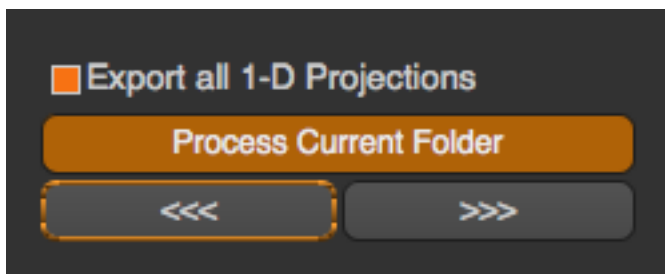 Export all 1-D Projections
Process Current Folder
<<<
>>>